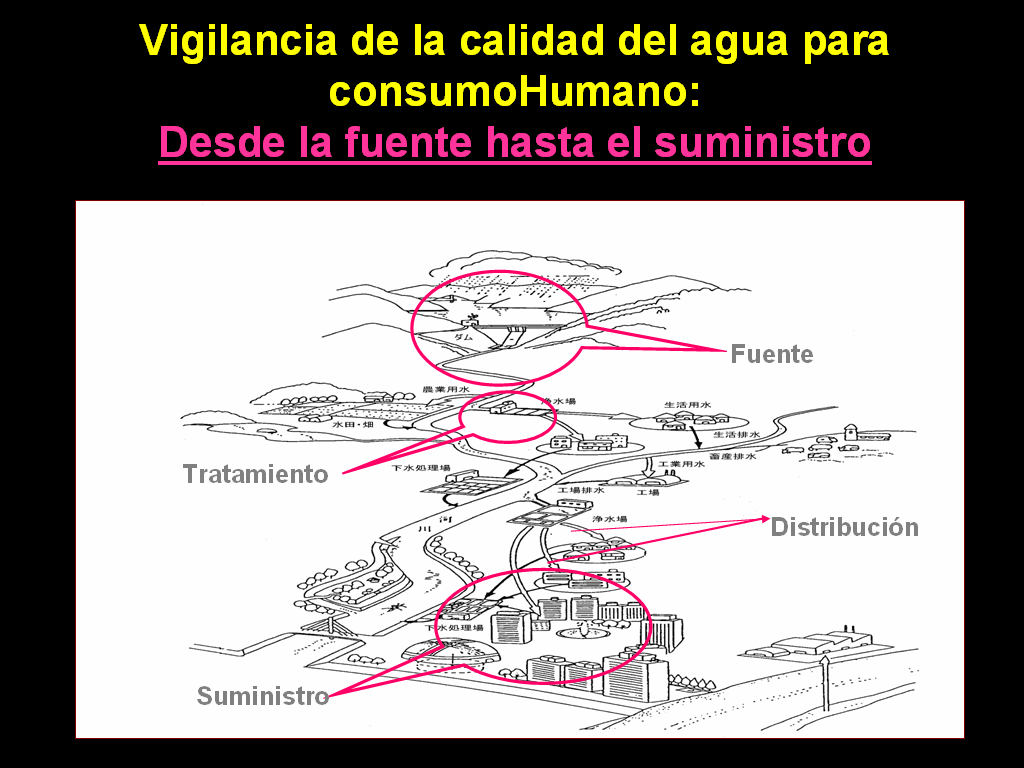 Vigilancia de la calidad del agua para
consumoHumano:
Desde la fuente hasta el suministro
ダム
Fuente
農業用水
浄水場
生活用水
水田・畑
生活排水
畜産排水
下水処理場
工業用水
Tratamiento
工場排水
工場
河
川
浄水場
Distribución
下水処理場
Suministro